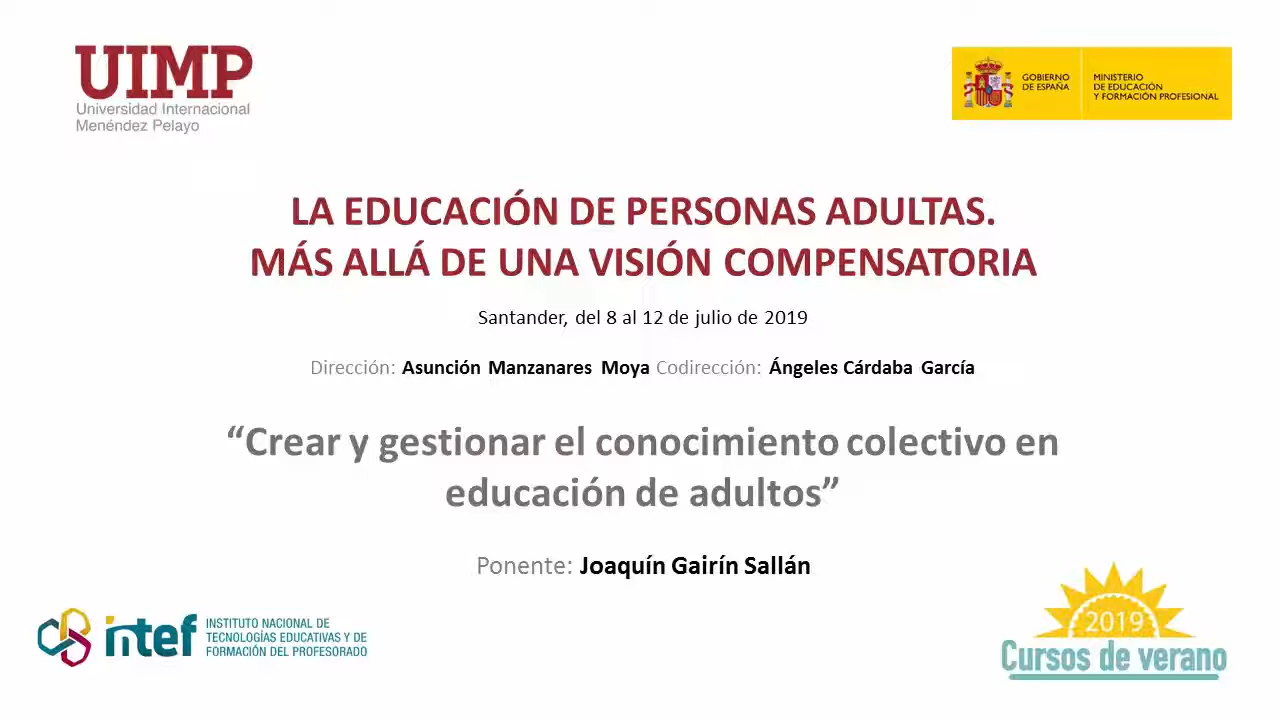 UIMP
Universidad Internacional
Menéndez Pelayo
GOBIERNO
DE ESPAÑA
MINISTERIO
DE EDUCACIÓN
Y FORMACIÓN PROFESIONAL
LA EDUCACIÓN DE PERSONAS ADULTAS.
MÁS ALLÁ DE UNA VISIÓN COMPENSATORIA
Santander, del 8 al 12 de julio de 2019
Dirección: Asunción Manzanares Moya Codirección: Ángeles Cárdaba García
“Crear y gestionar el conocimiento colectivo en
educación de adultos”
Ponente: Joaquín Gairín Sallán
intef
INSTITUTO NACIONAL DE
TECNOLOGÍAS EDUCATIVAS Y DE
FORMACIÓN DEL PROFESORADO
2019
Cursos de verano